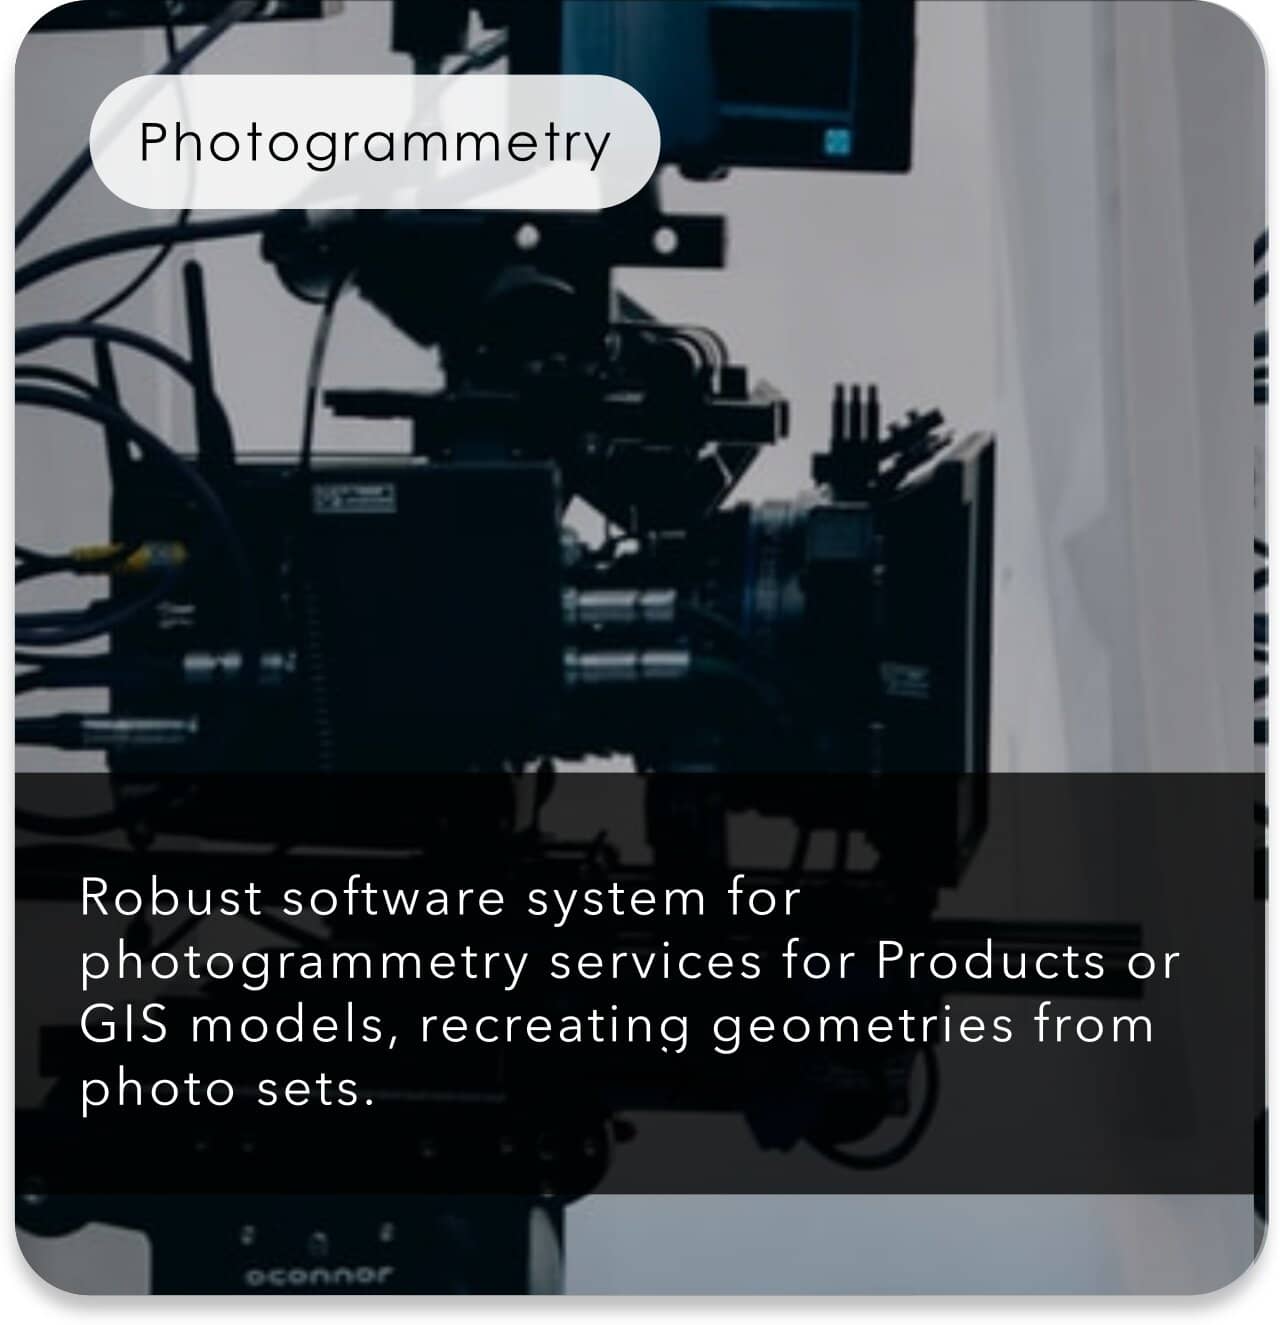 Photogrammetry
Robust software system for
photogrammetry services for Products or
GIS models, recreating geometries from
photo sets.
oconnor